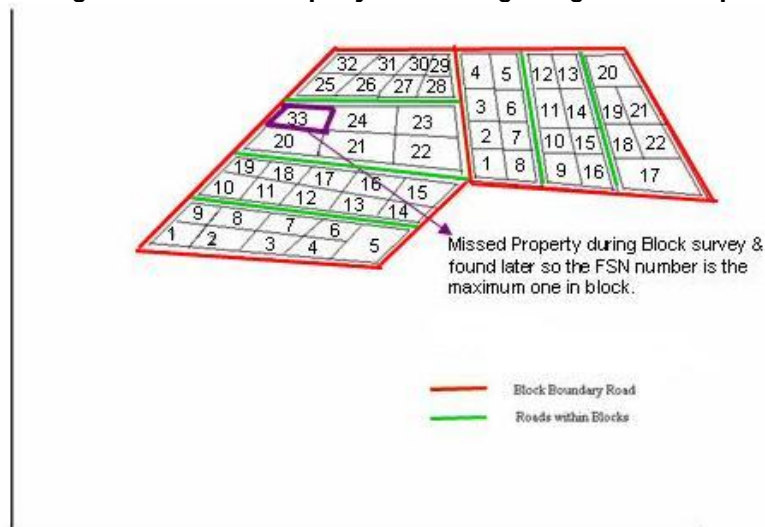 32 31 30 29
25 26 27 28
33 24 23
20 21 22
19 18 17 16 15
10 11 12 13 14
9 8 7 6
1 2 3 4 5
4 5 12 13 20
3 6 11 14 19 21
2 7 10 15 18 22
1 8 9 16 17
Missed Property during Block survey &
found later so the FSN number is the
maximum one in block.
Block Boundary Road
Roads within Blocks